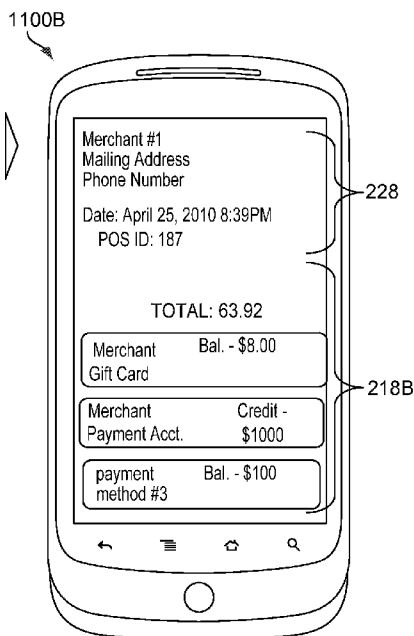 1100B
Merchant #1
Mailing Address
Phone Number
228
Date: April 25, 2010 8:39PM
POS ID: 187
TOTAL: 63.92
Merchant Bal. - $8.00
Gift Card
218B
Merchant Credit -
Payment Acct. $1000
payment Bal. - $100
method #3